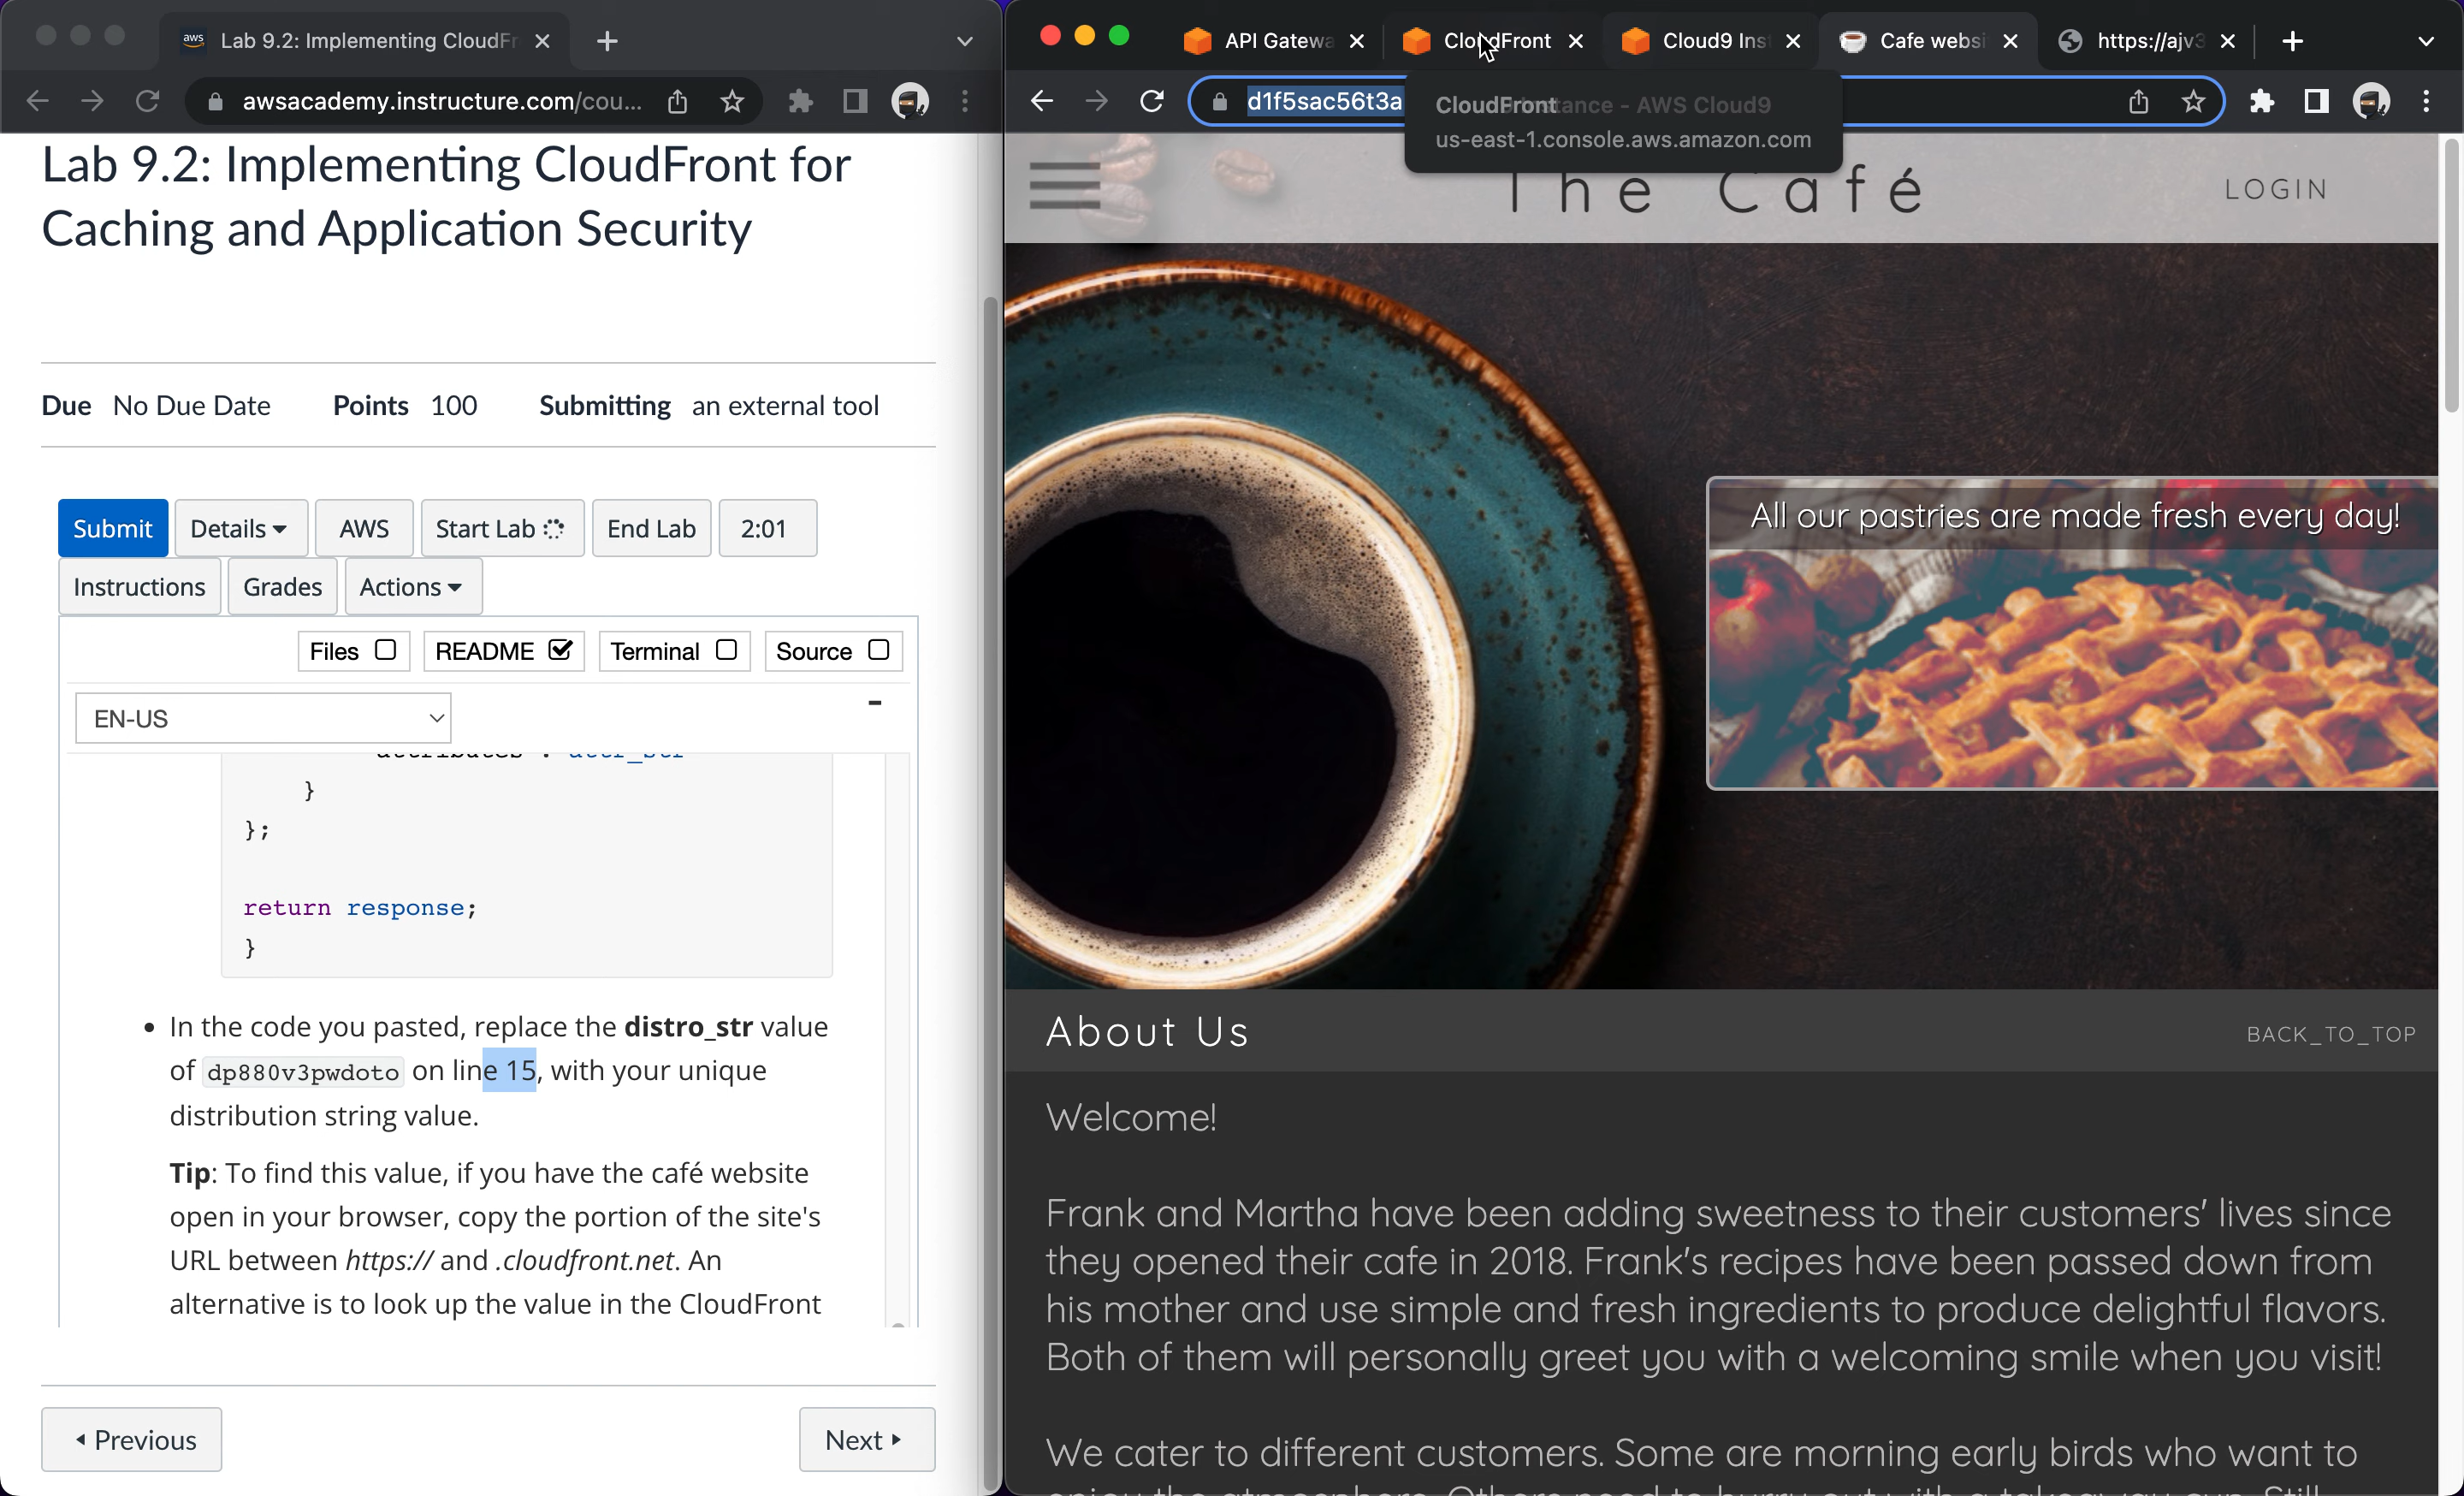 aws Lab 9.2: Implementing CloudFr
awsacademy.instructure.com/cou...
Lab 9.2: Implementing CloudFront for
Caching and Application Security
Due No Due Date Points 100 Submitting an external tool
Submit Details AWS Start Lab End Lab 2:01
Instructions Grades Actions
Files README Terminal Source
EN-US
attributes : attr_str
}
};
return response;
}
• In the code you pasted, replace the distro_str value
of dp880v3pwdoto on line 15, with your unique
distribution string value.
Tip: To find this value, if you have the café website
open in your browser, copy the portion of the site's
URL between https:// and .cloudfront.net. An
alternative is to look up the value in the CloudFront
Previous Next
API Gatewa CloudFront Cloud9 Inst Cafe websi https://ajv3
d1f5sac56t3a
CloudFront
tance - AWS Cloud9
us-east-1.console.aws.amazon.com
The Café LOGIN
All our pastries are made fresh every day!
About Us BACK_TO_TOP
Welcome!
Frank and Martha have been adding sweetness to their customers' lives since
they opened their cafe in 2018. Frank's recipes have been passed down from
his mother and use simple and fresh ingredients to produce delightful flavors.
Both of them will personally greet you with a welcoming smile when you visit!
We cater to different customers. Some are morning early birds who want to